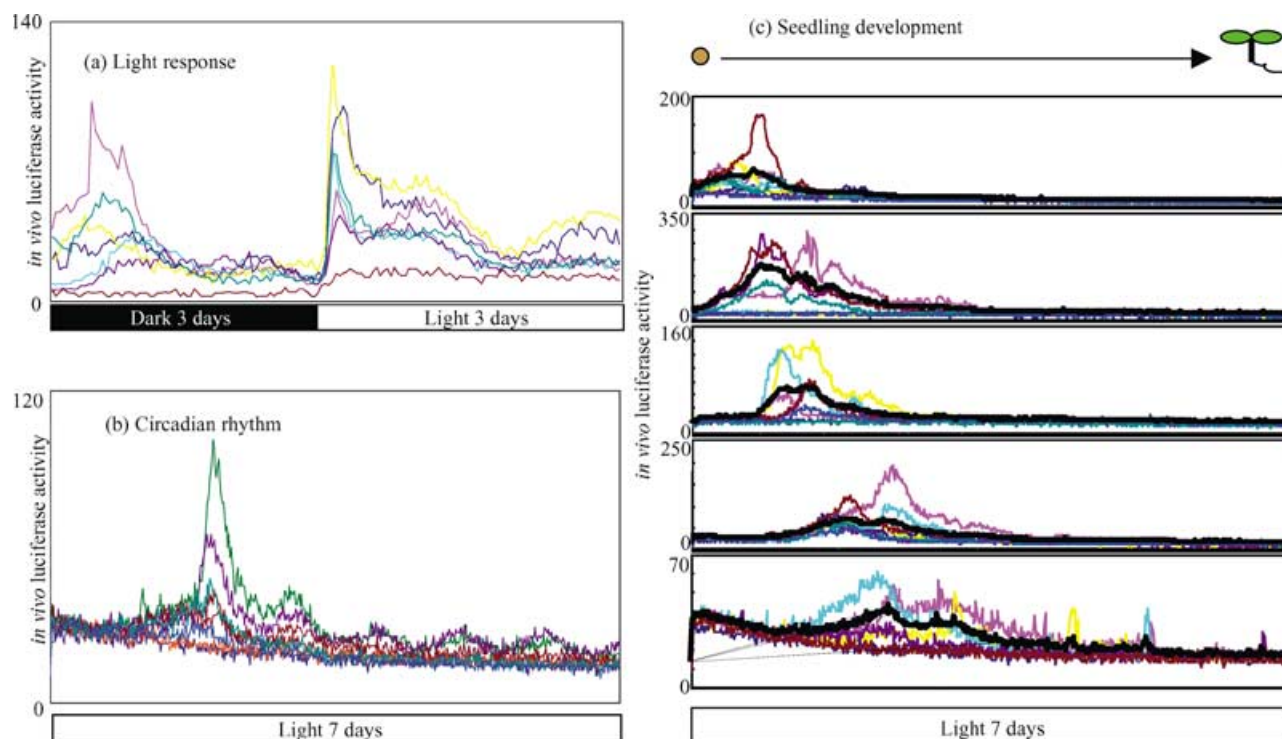 140
(a) Light response
in vivo luciferase activity
0
Dark 3 days
Light 3 days
120
(b) Circadian rhythm
in vivo luciferase activity
0
Light 7 days
(c) Seedling development
200
0
350
0
160
0
250
0
70
0
in vivo luciferase activity
Light 7 days